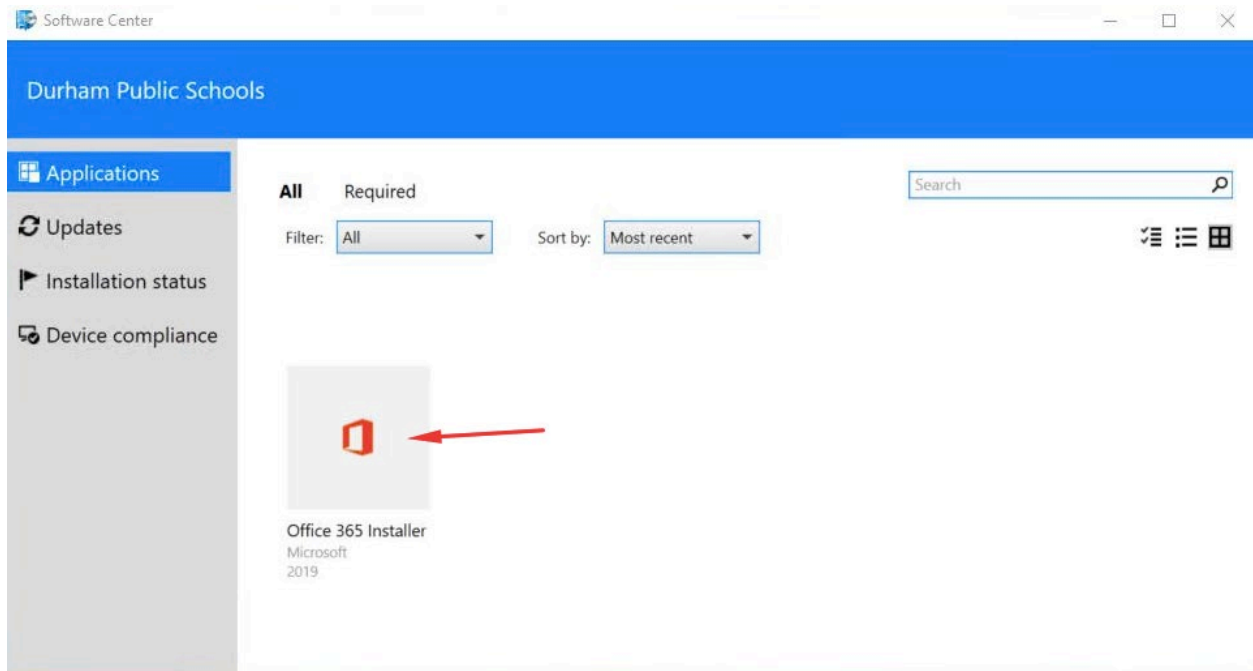 Software Center
Durham Public Schools
Applications
Updates
Installation status
Device compliance
All Required
Search
Filter: All Sort by: Most recent
Office 365 Installer
Microsoft
2019